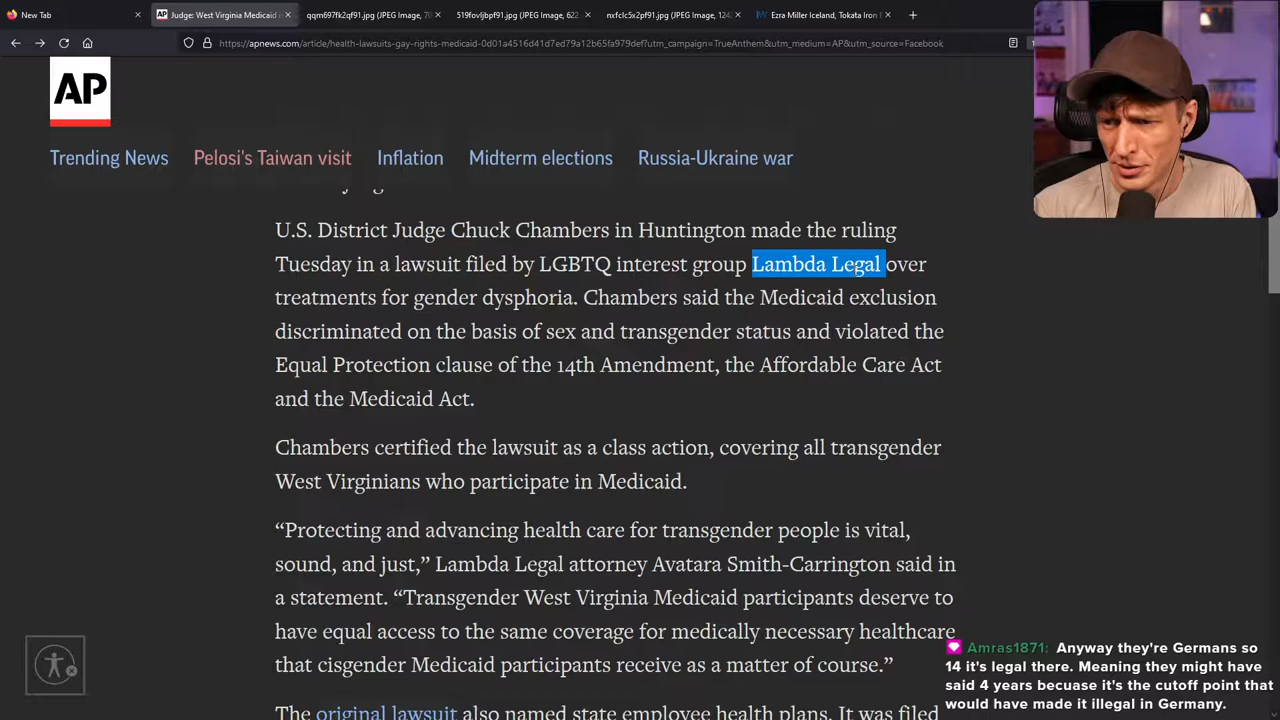 New Tab
Judge: West Virginia Medicaid
qqm697fk2qf91.jpg (JPEG Image, 70
519fovljbpf91.jpg (JPEG Image, 622
nxfclc5x2pf91.jpg (JPEG Image, 124
Ezra Miller Iceland, Tokata Iron
https://apnews.com/article/health-lawsuits-gay-rights-medicaid-0d01a4516d41d7ed79a12b65fa979def?utm_campaign=TrueAnthem&utm_medium=AP&utm_source=Facebook
AP
Trending News
Pelosi's Taiwan visit
Inflation
Midterm elections
Russia-Ukraine war
U.S. District Judge Chuck Chambers in Huntington made the ruling
Tuesday in a lawsuit filed by LGBTQ interest group Lambda Legal over
treatments for gender dysphoria. Chambers said the Medicaid exclusion
discriminated on the basis of sex and transgender status and violated the
Equal Protection clause of the 14th Amendment, the Affordable Care Act
and the Medicaid Act.
Chambers certified the lawsuit as a class action, covering all transgender
West Virginians who participate in Medicaid.
“Protecting and advancing health care for transgender people is vital,
sound, and just,” Lambda Legal attorney Avatara Smith-Carrington said in
a statement. “Transgender West Virginia Medicaid participants deserve to
have equal access to the same coverage for medically necessary healthcare
that cisgender Medicaid participants receive as a matter of course.”
The original lawsuit also named state employee health plans. It was filed
Amras1871: Anyway they're Germans so
14 it's legal there. Meaning they might have
said 4 years becuase it's the cutoff point that
would have made it illegal in Germany.